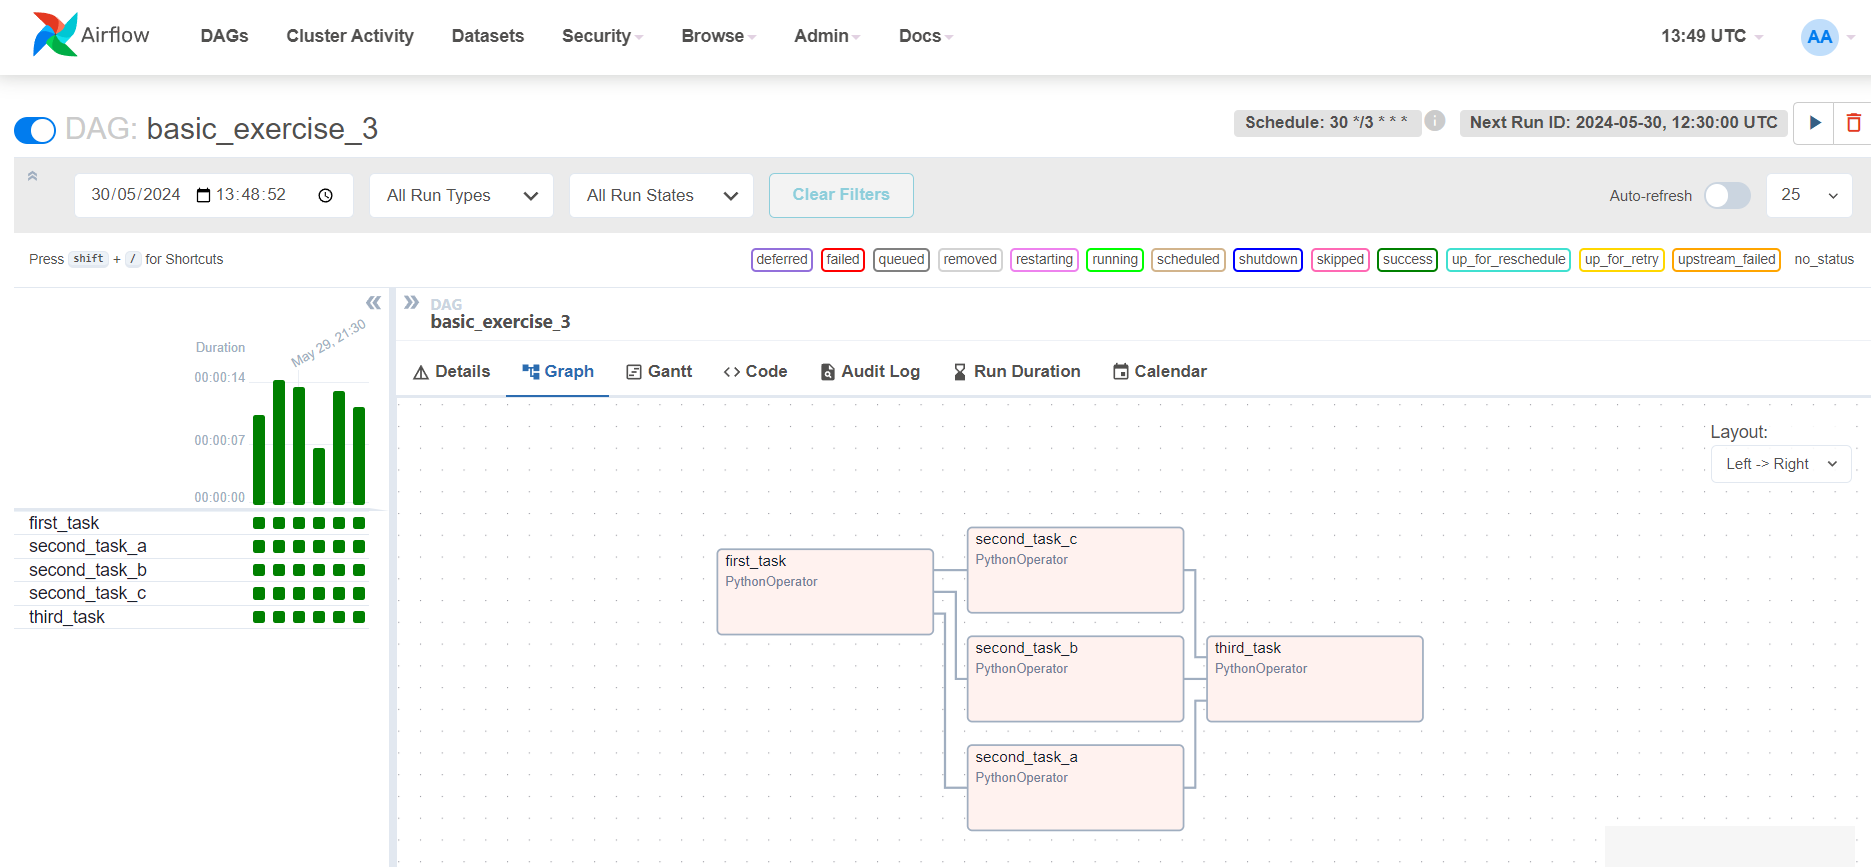 Airflow DAGs Cluster Activity Datasets Security Browse Admin Docs 13:49 UTC AA
DAG: basic_exercise_3 Schedule: 30 */3 * * * i Next Run ID: 2024-05-30, 12:30:00 UTC
30/05/2024 13:48:52 All Run Types All Run States Clear Filters Auto-refresh 25
Press shift + / for Shortcuts deferred failed queued removed restarting running scheduled shutdown skipped success up_for_reschedule up_for_retry upstream_failed no_status
May 29, 21:30
Duration
00:00:14
00:00:07
00:00:00
first_task
second_task_a
second_task_b
second_task_c
third_task
DAG
basic_exercise_3
Details Graph Gantt <> Code Audit Log Run Duration Calendar
Layout:
Left -> Right
first_task
PythonOperator
second_task_c
PythonOperator
second_task_b
PythonOperator
third_task
PythonOperator
second_task_a
PythonOperator